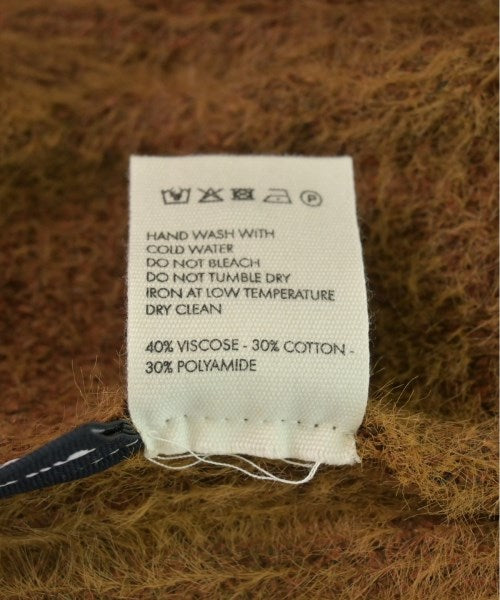 P
HAND WASH WITH
COLD WATER
DO NOT BLEACH
DO NOT TUMBLE DRY
IRON AT LOW TEMPERATURE
DRY CLEAN
40% VISCOSE - 30% COTTON -
30% POLYAMIDE